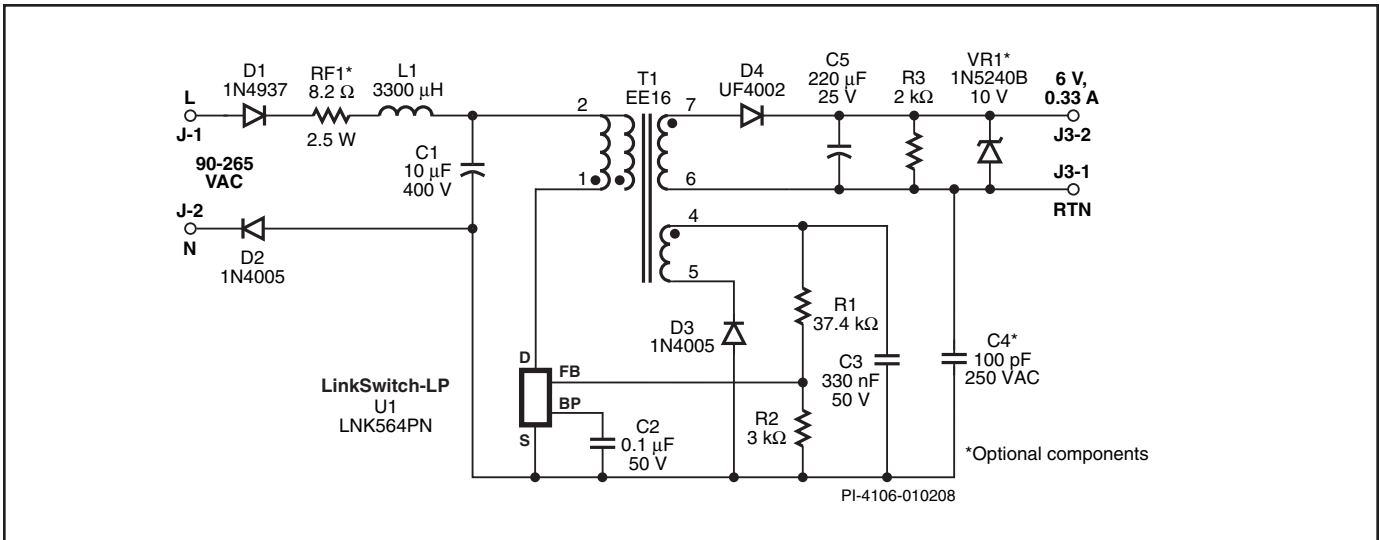 D1
1N4937
RF1*
8.2 Ω
2.5 W
L1
3300 μH
L
J-1
90-265
VAC
J-2
N
D2
1N4005
C1
10 μF
400 V
2
1
T1
EE16
7
6
4
5
D4
UF4002
C5
220 μF
25 V
R3
2 kΩ
VR1*
1N5240B
10 V
6 V,
0.33 A
J3-2
J3-1
RTN
D3
1N4005
R1
37.4 kΩ
C3
330 nF
50 V
C4*
100 pF
250 VAC
LinkSwitch-LP
U1
LNK564PN
D
FB
BP
S
C2
0.1 μF
50 V
R2
3 kΩ
*Optional components
PI-4106-010208